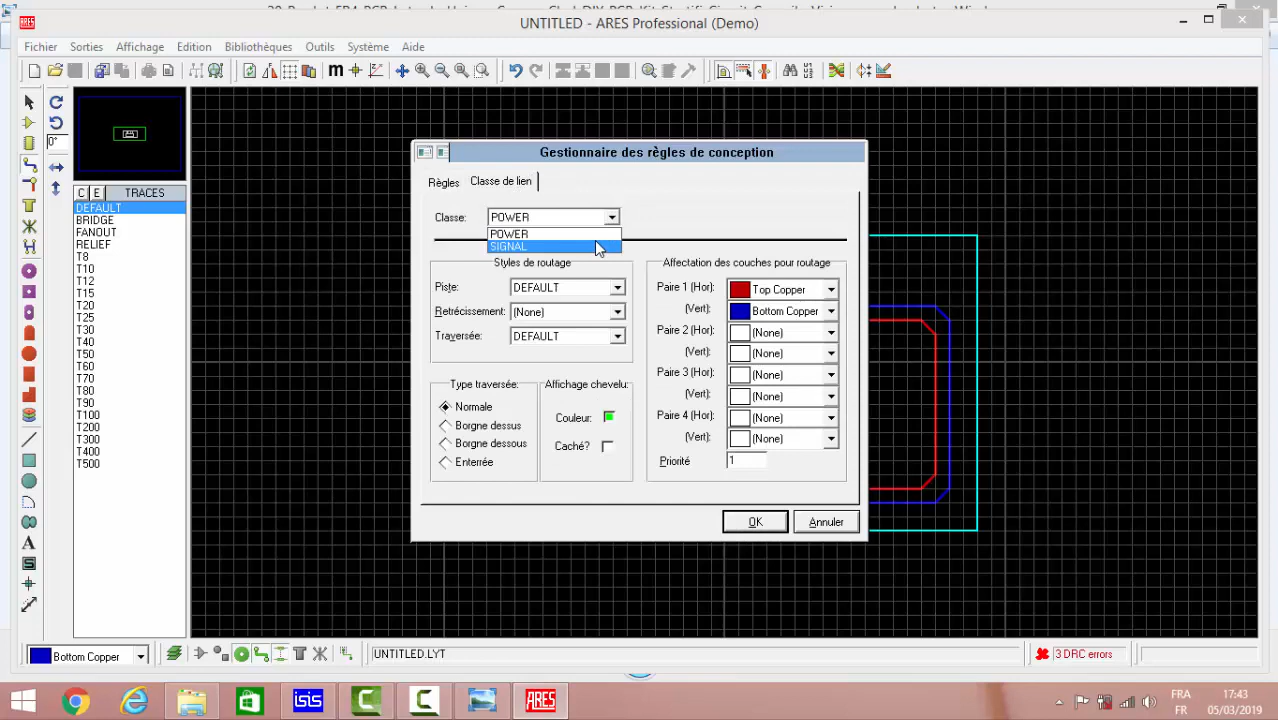 UNTITLED - ARES Professional (Demo)
Fichier Sorties Affichage Edition Bibliothèques Outils Système Aide
0°
C E TRACES
DEFAULT
BRIDGE
FANOUT
RELIEF
T8
T10
T12
T15
T20
T25
T30
T40
T50
T60
T70
T80
T90
T100
T200
T300
T400
T500
Gestionnaire des règles de conception
Règles Classe de lien
Classe: POWER
POWER
SIGNAL
Styles de routage
Piste: DEFAULT
Retrécissement: (None)
Traversée: DEFAULT
Type traversée:
Normale
Borgne dessus
Borgne dessous
Enterrée
Affichage chevelu:
Couleur:
Caché?
Affectation des couches pour routage
Paire 1 (Hor): Top Copper
(Vert): Bottom Copper
Paire 2 (Hor): (None)
(Vert): (None)
Paire 3 (Hor): (None)
(Vert): (None)
Paire 4 (Hor): (None)
(Vert): (None)
Priorité 1
OK Annuler
Bottom Copper
UNTITLED.LYT
3 DRC errors
isis
ARES
FRA
FR
17:43
05/03/2019